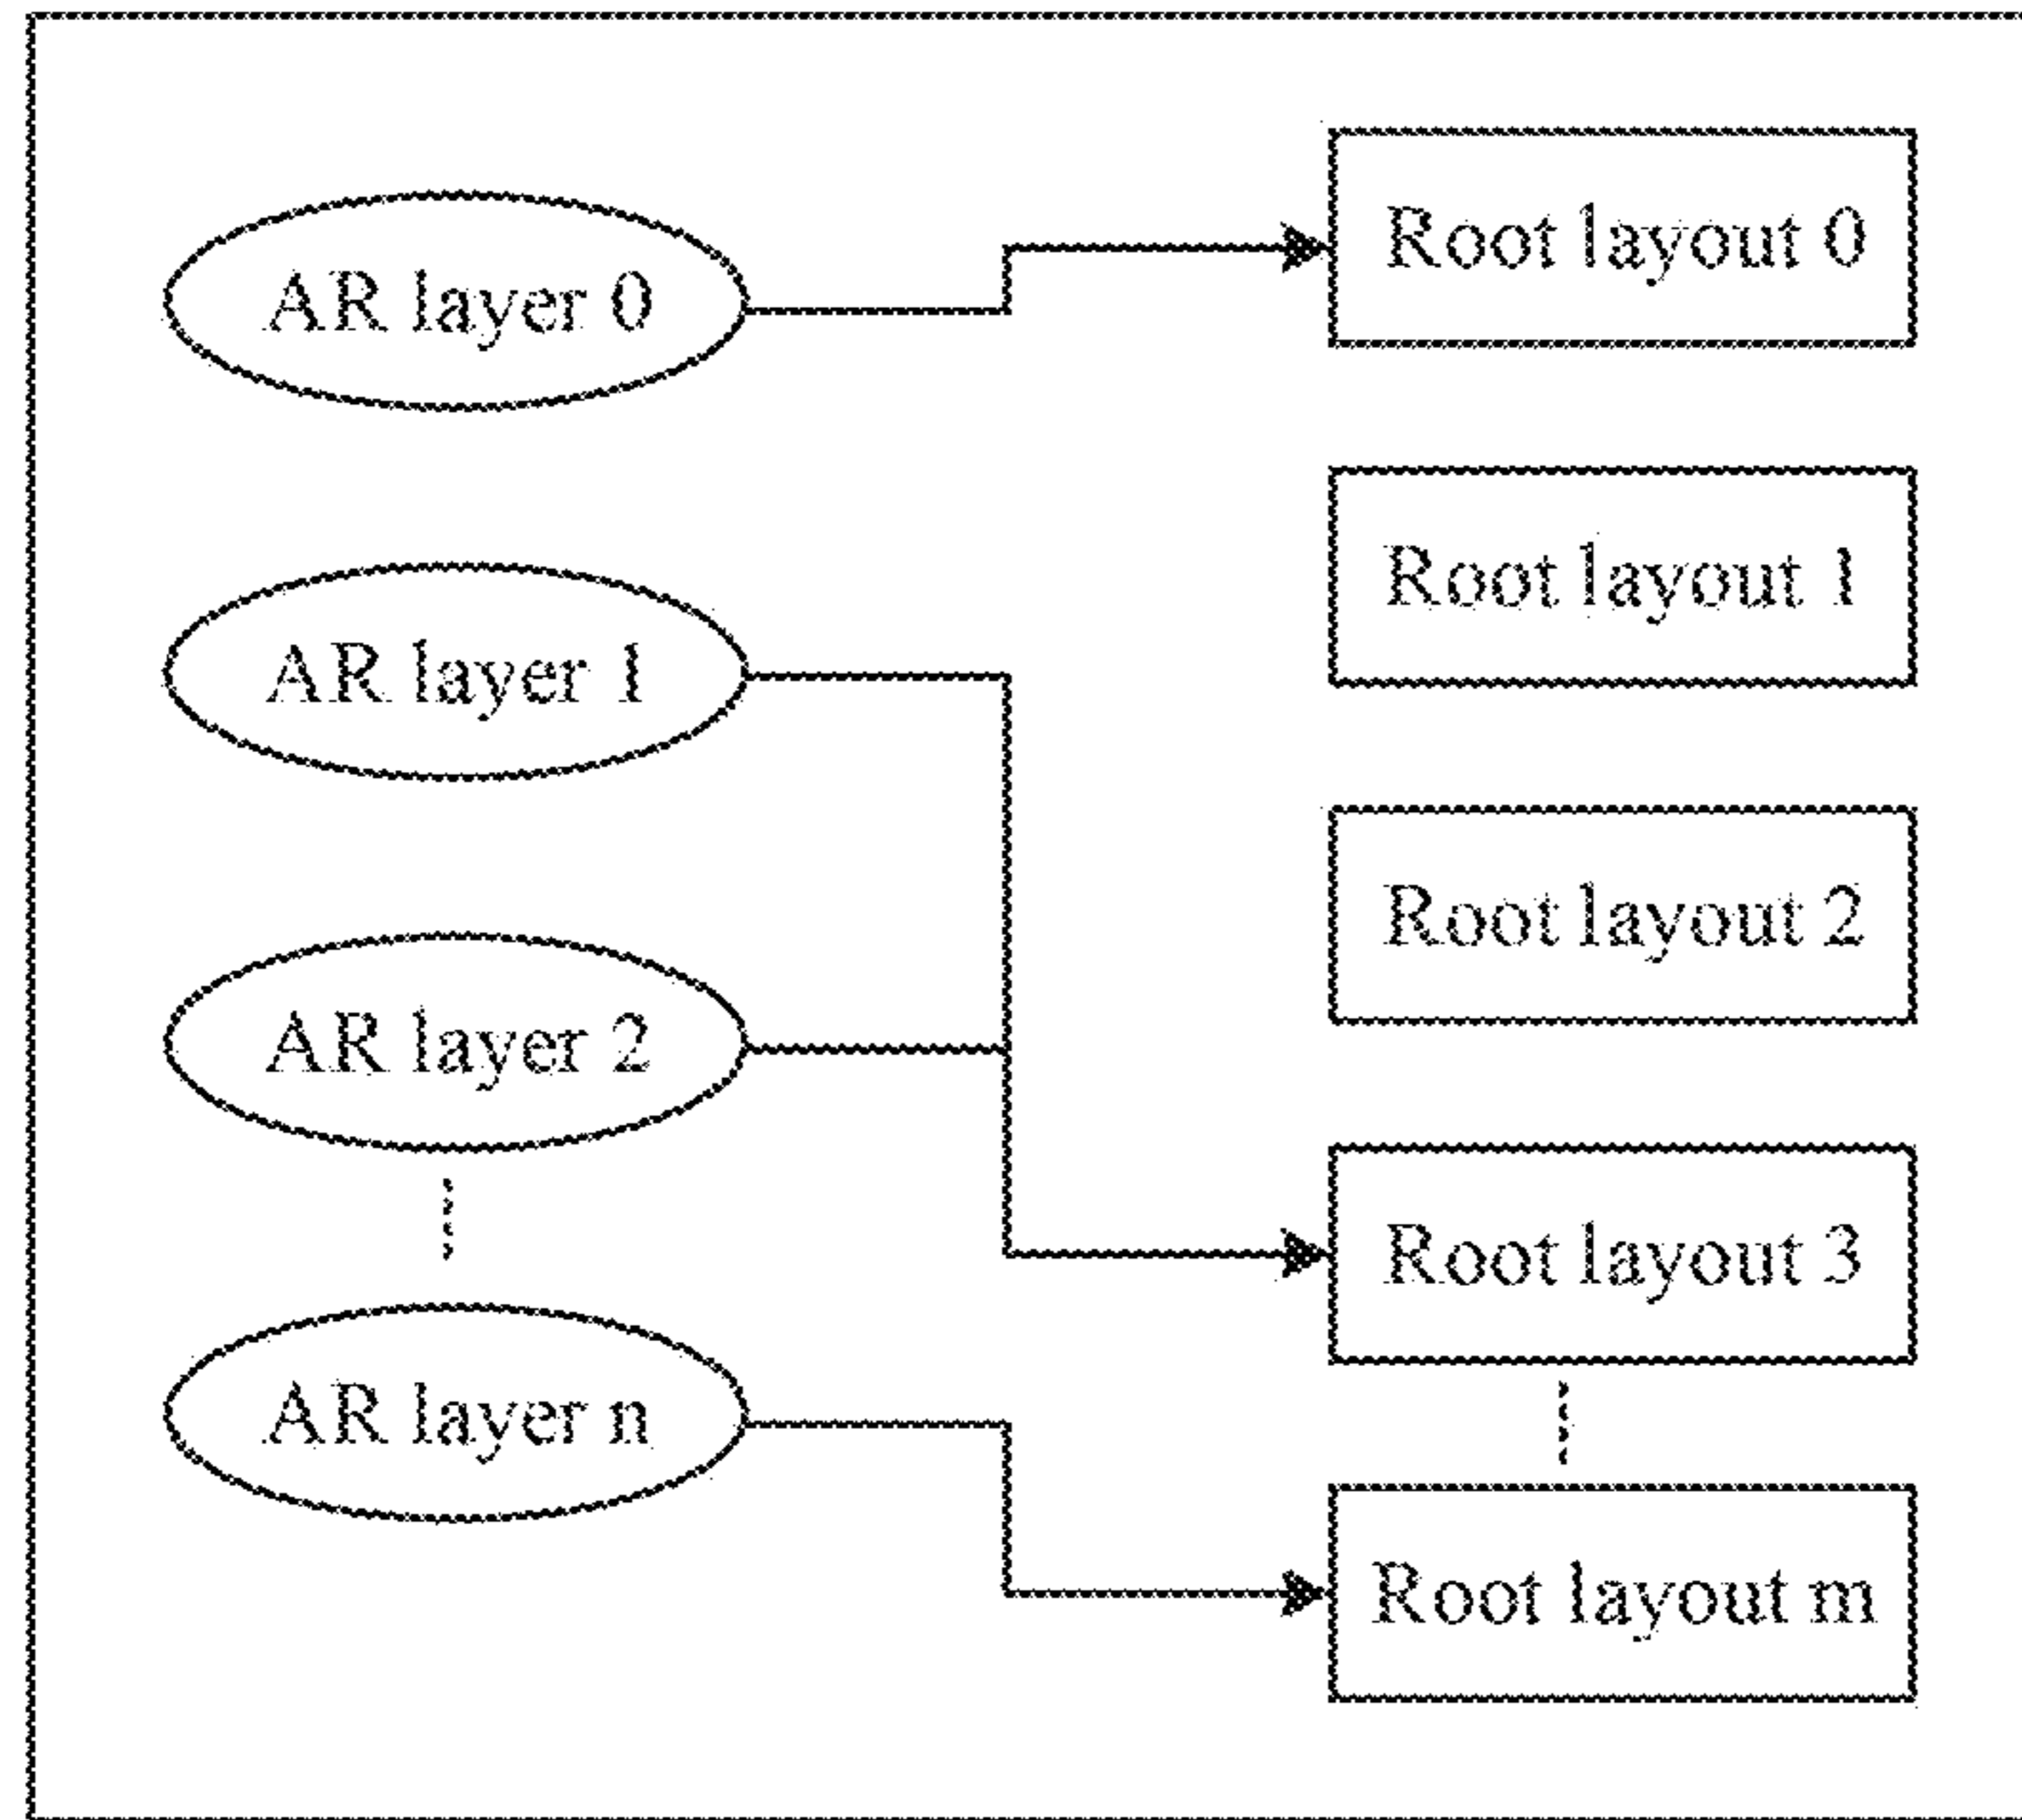 AR layer 0
AR layer 1
AR layer 2
AR layer n
Root layout 0
Root layout 1
Root layout 2
Root layout 3
Root layout m